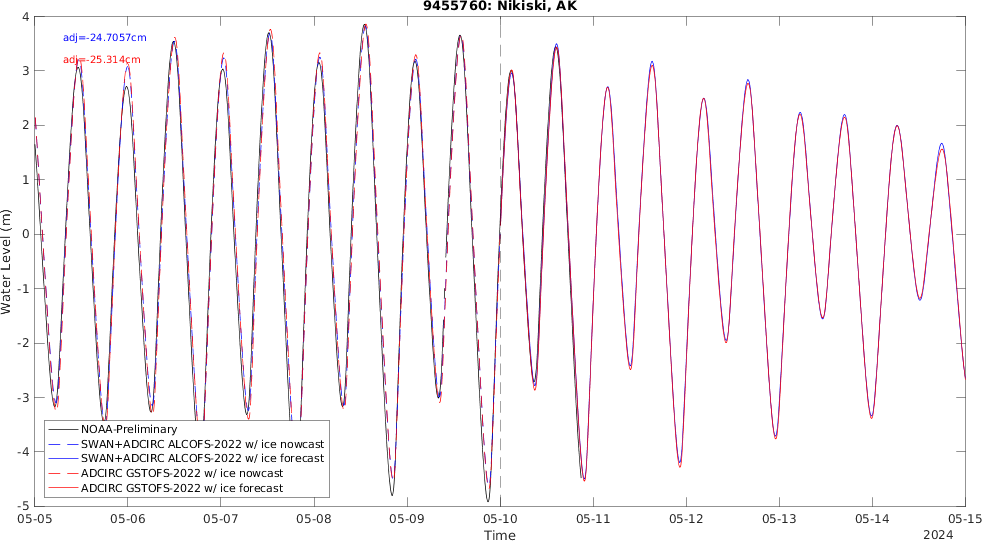 9455760: Nikiski, AK
adj=-24.7057cm
adj=-25.314cm
4
3
2
1
0
-1
-2
-3
-4
-5
Water Level (m)
NOAA-Preliminary
SWAN+ADCIRC ALCOFS-2022 w/ ice nowcast
SWAN+ADCIRC ALCOFS-2022 w/ ice forecast
ADCIRC GSTOFS-2022 w/ ice nowcast
ADCIRC GSTOFS-2022 w/ ice forecast
05-05 05-06 05-07 05-08 05-09 05-10 05-11 05-12 05-13 05-14 05-15
Time
2024